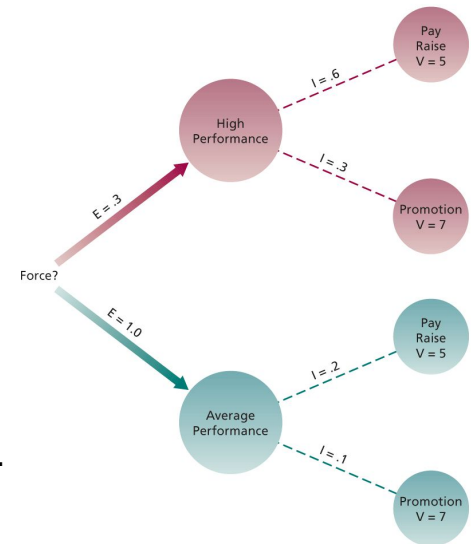 Pay
Raise
V = 5
I = .6
High
Performance
I = .3
E = .3
Promotion
V = 7
Force?
Pay
Raise
V = 5
E = 1.0
I = .2
Average
Performance
I = .1
Promotion
V = 7